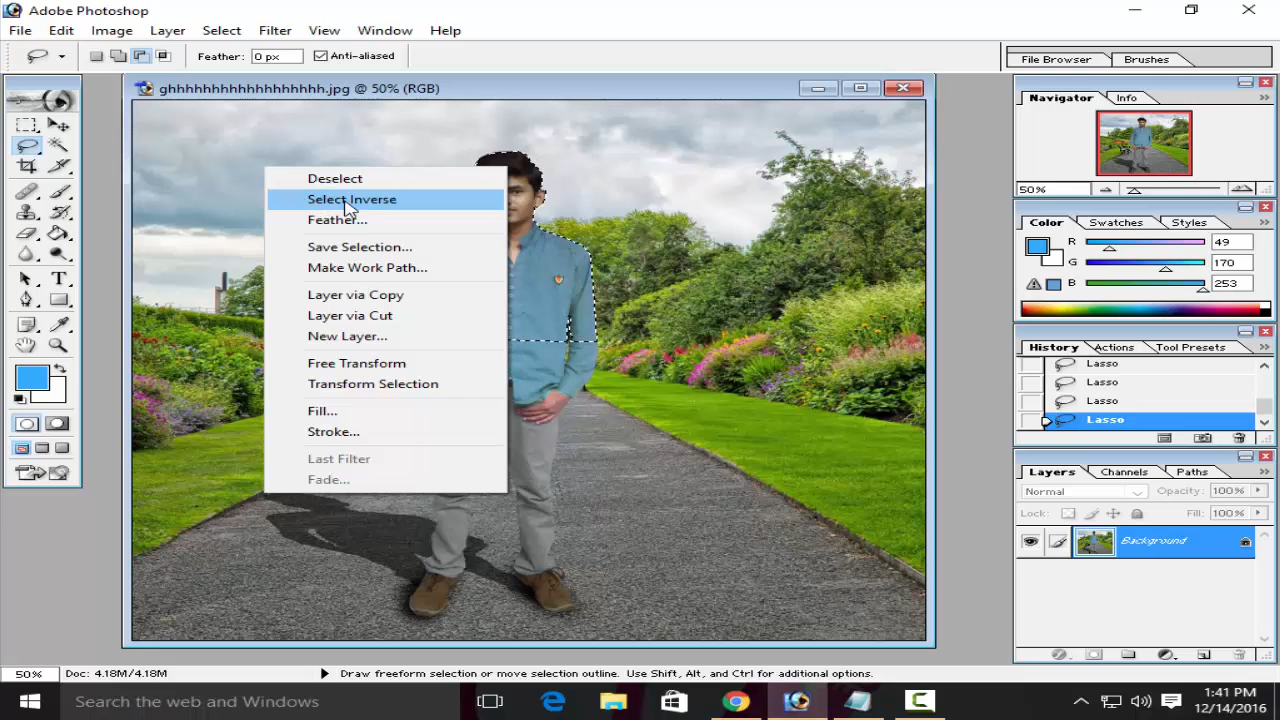 Adobe Photoshop
File Edit Image Layer Select Filter View Window Help
Feather: 0 px Anti-aliased
File Browser Brushes
ghhhhhhhhhhhhhhhhhh.jpg @ 50% (RGB)
Deselect
Select Inverse
Feather...
Save Selection...
Make Work Path...
Layer via Copy
Layer via Cut
New Layer...
Free Transform
Transform Selection
Fill...
Stroke...
Last Filter
Fade...
Navigator Info
50%
Color Swatches Styles
R 49
G 170
B 253
History Actions Tool Presets
Lasso
Lasso
Lasso
Lasso
Layers Channels Paths
Normal Opacity: 100%
Lock: Fill: 100%
Background
50% Doc: 4.18M/4.18M Draw freeform selection or move selection outline. Use Shift, Alt, and Ctrl for additional options.
Search the web and Windows
1:41 PM
12/14/2016